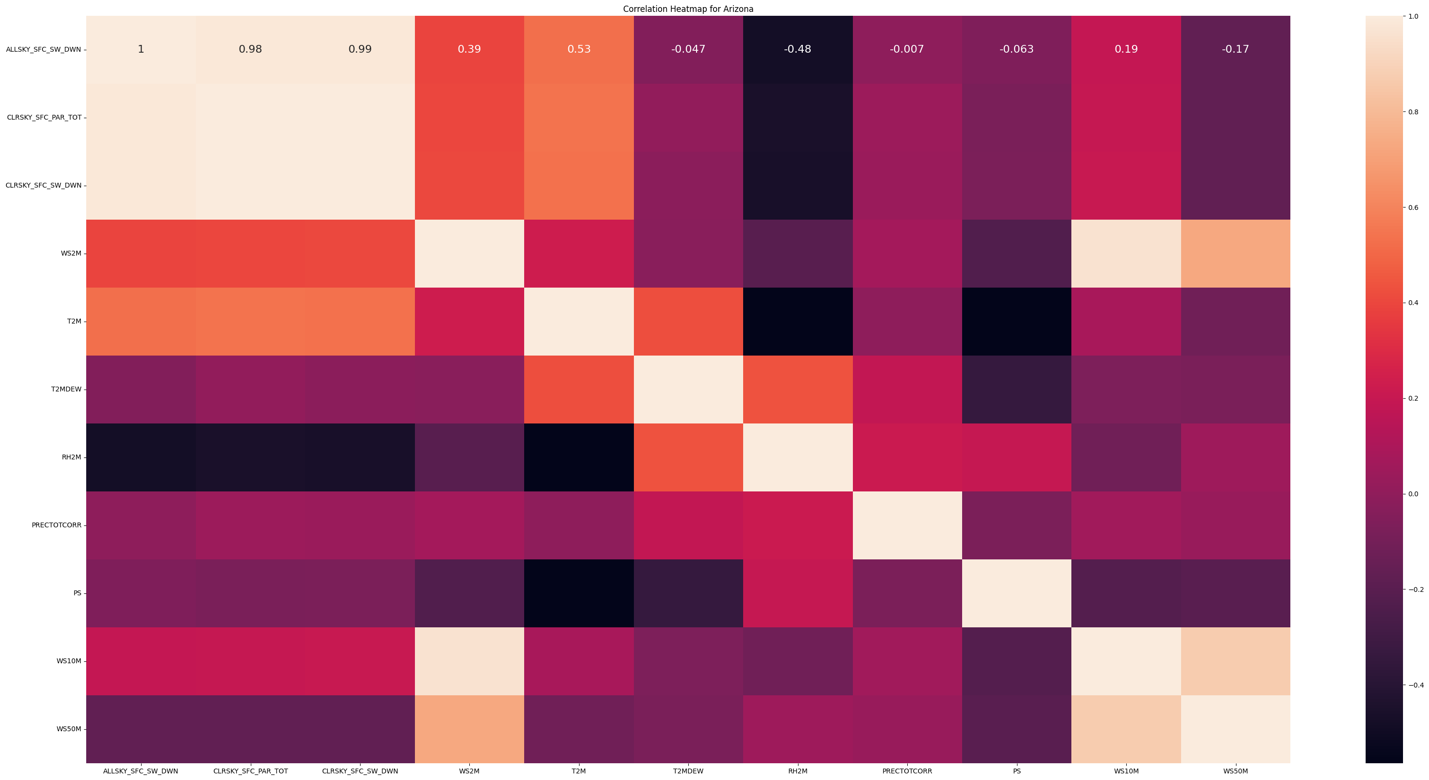 Correlation Heatmap for Arizona
ALLSKY_SFC_SW_DWN
1 0.98 0.99 0.39 0.53 -0.047 -0.48 -0.007 -0.063 0.19 -0.17
CLRSKY_SFC_PAR_TOT
CLRSKY_SFC_SW_DWN
WS2M
T2M
T2MDEW
RH2M
PRECTOTCORR
PS
WS10M
WS50M
ALLSKY_SFC_SW_DWN CLRSKY_SFC_PAR_TOT CLRSKY_SFC_SW_DWN WS2M T2M T2MDEW RH2M PRECTOTCORR PS WS10M WS50M
1.0
0.8
0.6
0.4
0.2
0.0
−0.2
−0.4